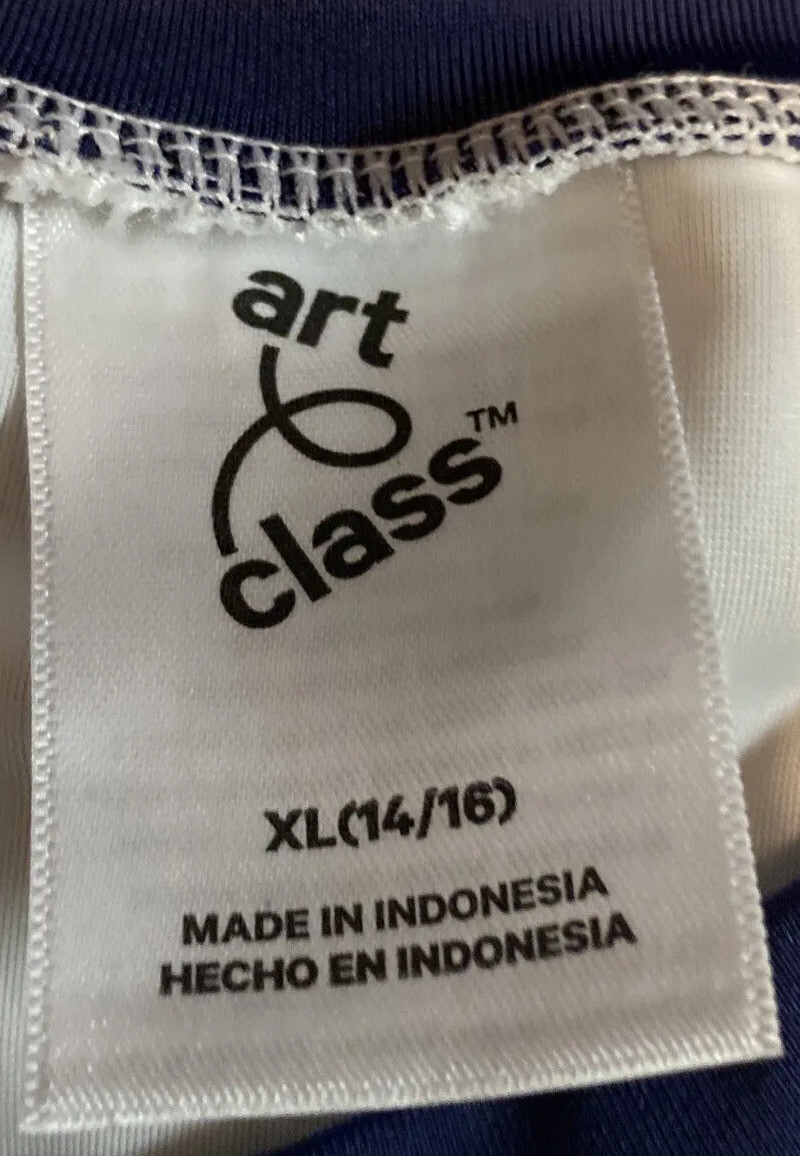 art
class™
XL(14/16)
MADE IN INDONESIA
HECHO EN INDONESIA